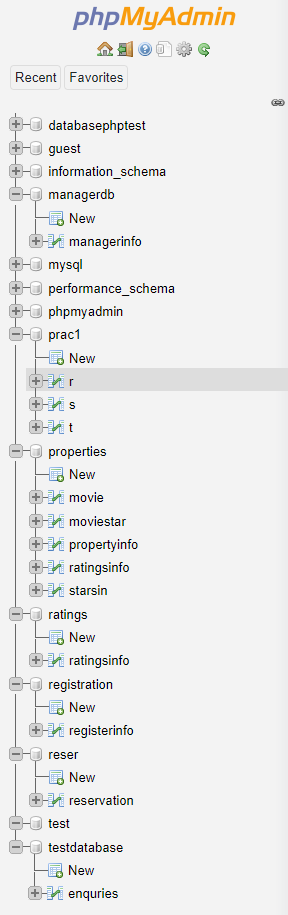 phpMyAdmin
Recent Favorites
databasephptest
guest
information_schema
managerdb
New
managerinfo
mysql
performance_schema
phpmyadmin
prac1
New
r
s
t
properties
New
movie
moviestar
propertyinfo
ratingsinfo
starsin
ratings
New
ratingsinfo
registration
New
registerinfo
reser
New
reservation
test
testdatabase
New
enquries